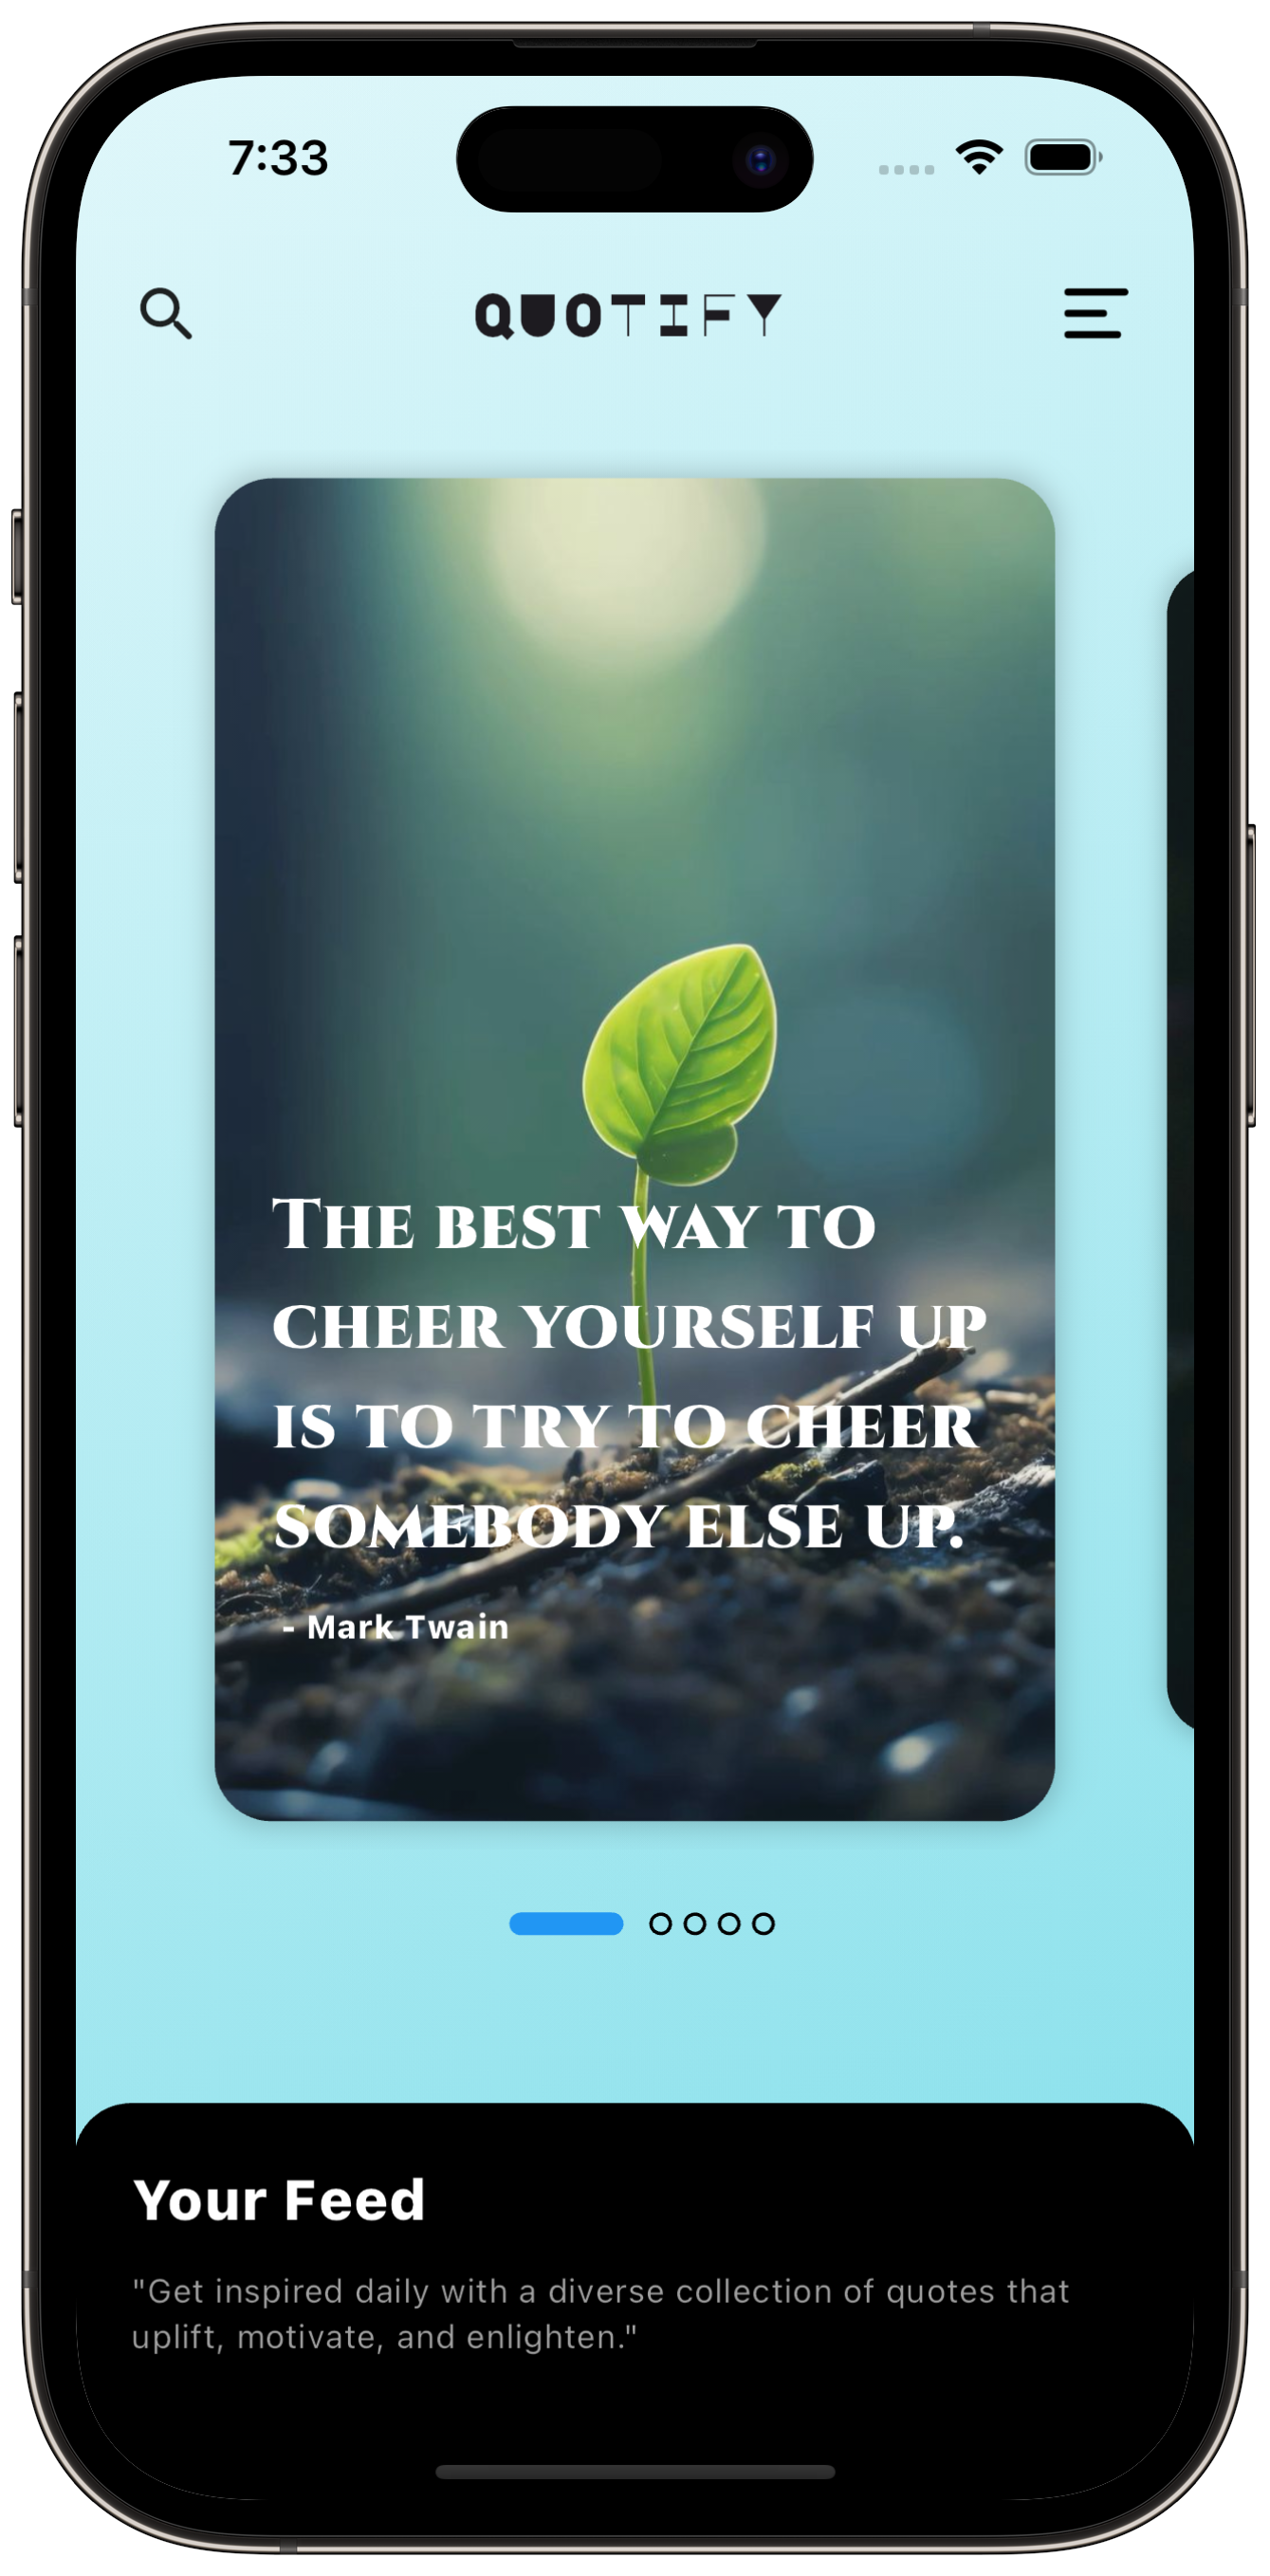 7:33
QUOTIFY
The best way to
cheer yourself up
is to try to cheer
somebody else up.
- Mark Twain
Your Feed
"Get inspired daily with a diverse collection of quotes that
uplift, motivate, and enlighten."